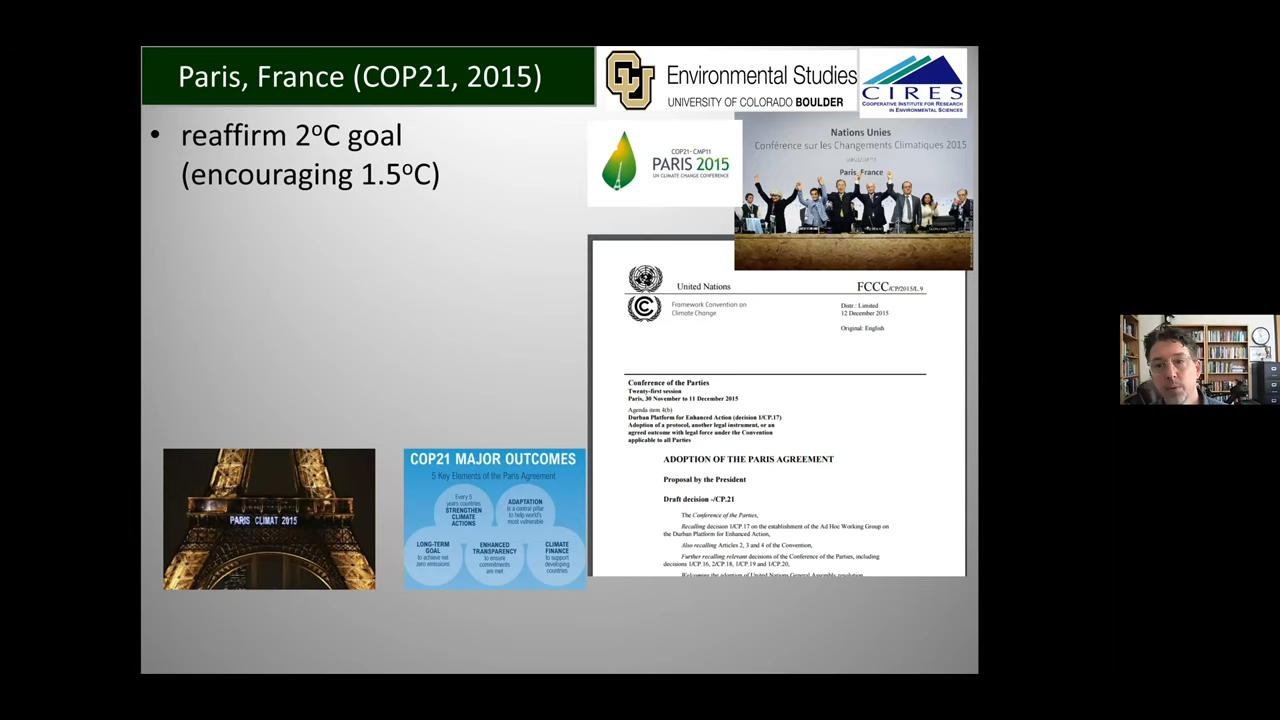 Paris, France (COP21, 2015)
CU
Environmental Studies
UNIVERSITY OF COLORADO BOULDER
CIRES
COOPERATIVE INSTITUTE FOR RESEARCH
IN ENVIRONMENTAL SCIENCES
• reaffirm 2ºC goal
(encouraging 1.5ºC)
COP21 · CMP11
PARIS 2015
UN CLIMATE CHANGE CONFERENCE
Nations Unies
Conférence sur les Changements Climatiques 2015
Paris, France
United Nations
FCCC/CP/2015/L.9
Framework Convention on
Climate Change
Distr.: Limited
12 December 2015
Original: English
Conference of the Parties
Twenty-first session
Paris, 30 November to 11 December 2015
Agenda item 4(b)
Durban Platform for Enhanced Action (decision 1/CP.17)
Adoption of a protocol, another legal instrument, or an
agreed outcome with legal force under the Convention
applicable to all Parties
ADOPTION OF THE PARIS AGREEMENT
Proposal by the President
Draft decision -/CP.21
The Conference of the Parties,
Recalling decision 1/CP.17 on the establishment of the Ad Hoc Working Group on
the Durban Platform for Enhanced Action,
Also recalling Articles 2, 3 and 4 of the Convention,
Further recalling relevant decisions of the Conference of the Parties, including
decisions 1/CP.16, 2/CP.18, 1/CP.19 and 1/CP.20,
Welcoming the adoption of United Nations General Assembly resolution
PARIS CLIMAT 2015
COP21 MAJOR OUTCOMES
5 Key Elements of the Paris Agreement
Every 5
years countries
STRENGTHEN
CLIMATE
ACTIONS
ADAPTATION
is a central pillar
to help world's
most vulnerable
LONG-TERM
GOAL
to achieve net
zero emissions
ENHANCED
TRANSPARENCY
to ensure
commitments
are met
CLIMATE
FINANCE
to support
developing
countries